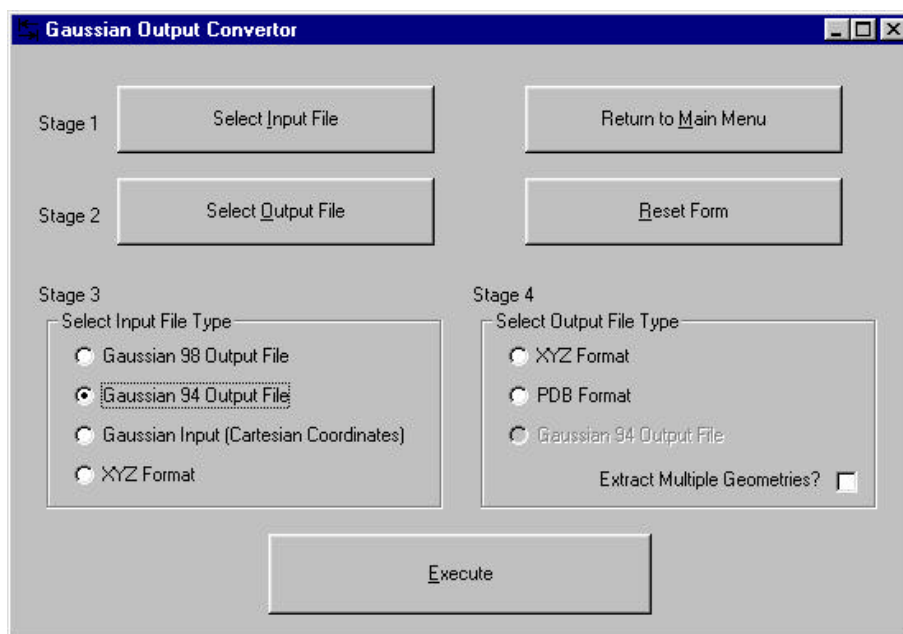 Gaussian Output Convertor
Stage 1
Select Input File
Return to Main Menu
Stage 2
Select Output File
Reset Form
Stage 3
Select Input File Type
Gaussian 98 Output File
Gaussian 94 Output File
Gaussian Input (Cartesian Coordinates)
XYZ Format
Stage 4
Select Output File Type
XYZ Format
PDB Format
Gaussian 94 Output File
Extract Multiple Geometries?
Execute